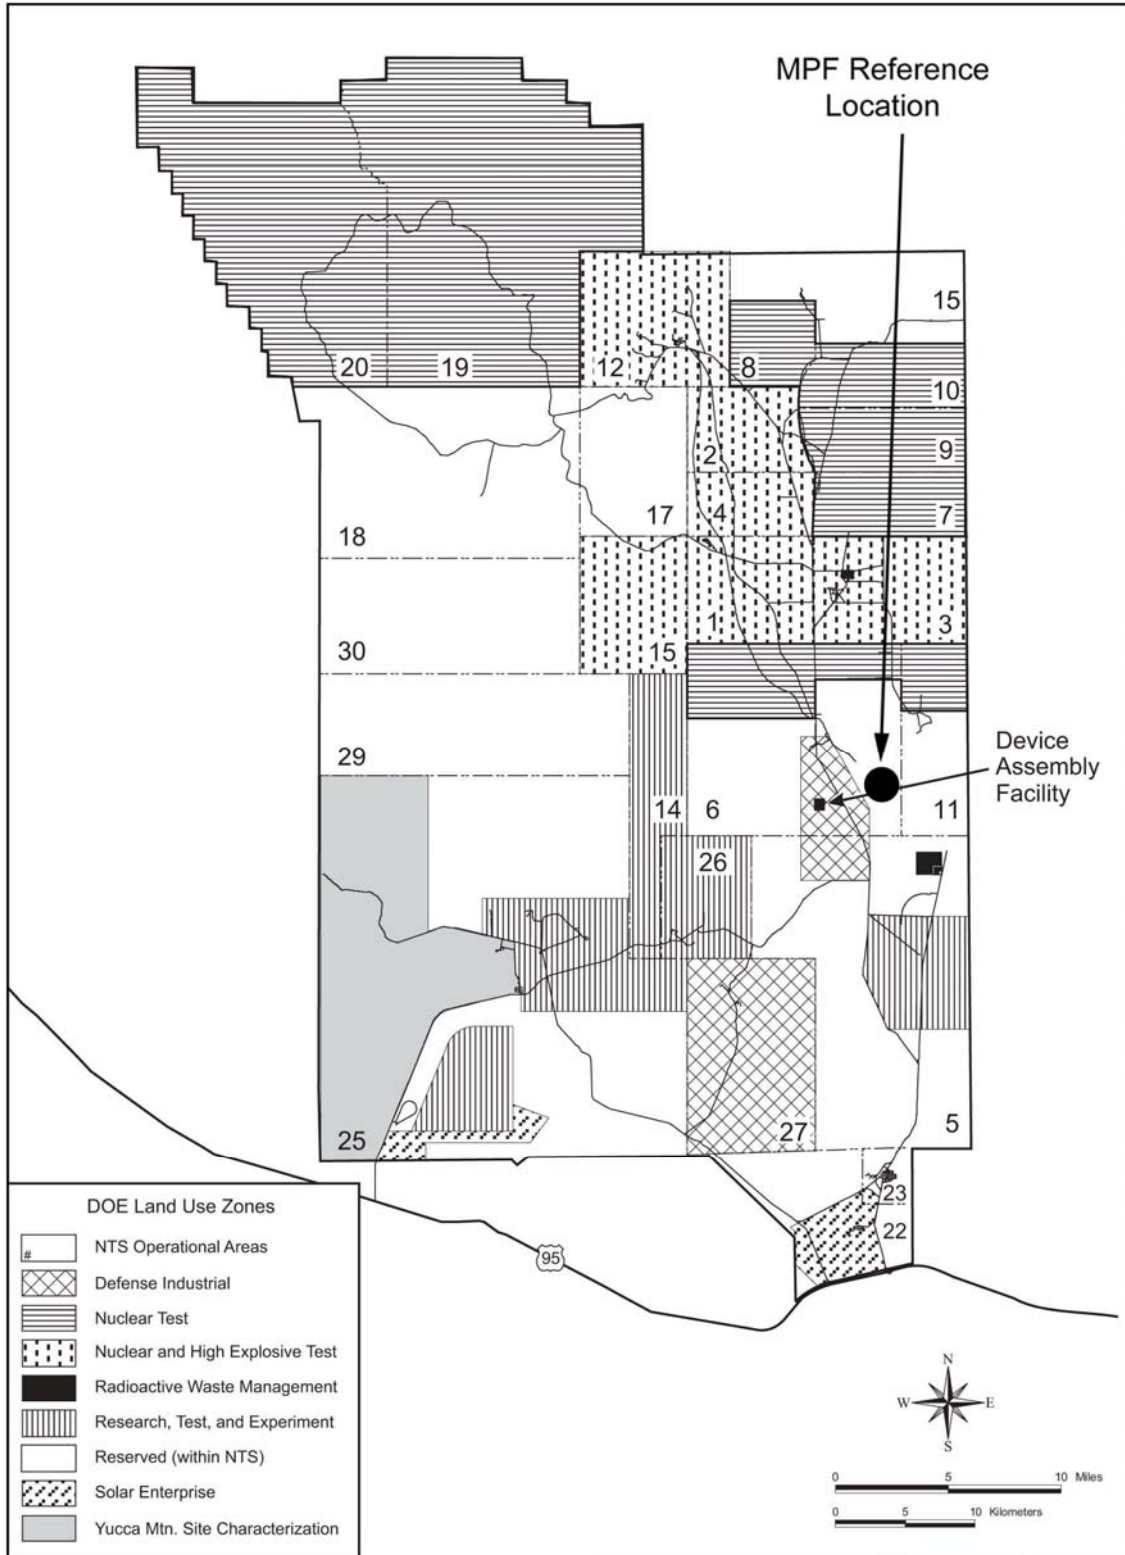 MPF Reference
Location
15
20
19
12
8
10
2
9
4
17
7
18
1
3
30
15
29
Device
Assembly
Facility
14
6
11
26
25
27
5
23
22
95
DOE Land Use Zones
# NTS Operational Areas
Defense Industrial
Nuclear Test
Nuclear and High Explosive Test
Radioactive Waste Management
Research, Test, and Experiment
Reserved (within NTS)
Solar Enterprise
Yucca Mtn. Site Characterization
N
W E
S
0 5 10 Miles
0 5 10 Kilometers